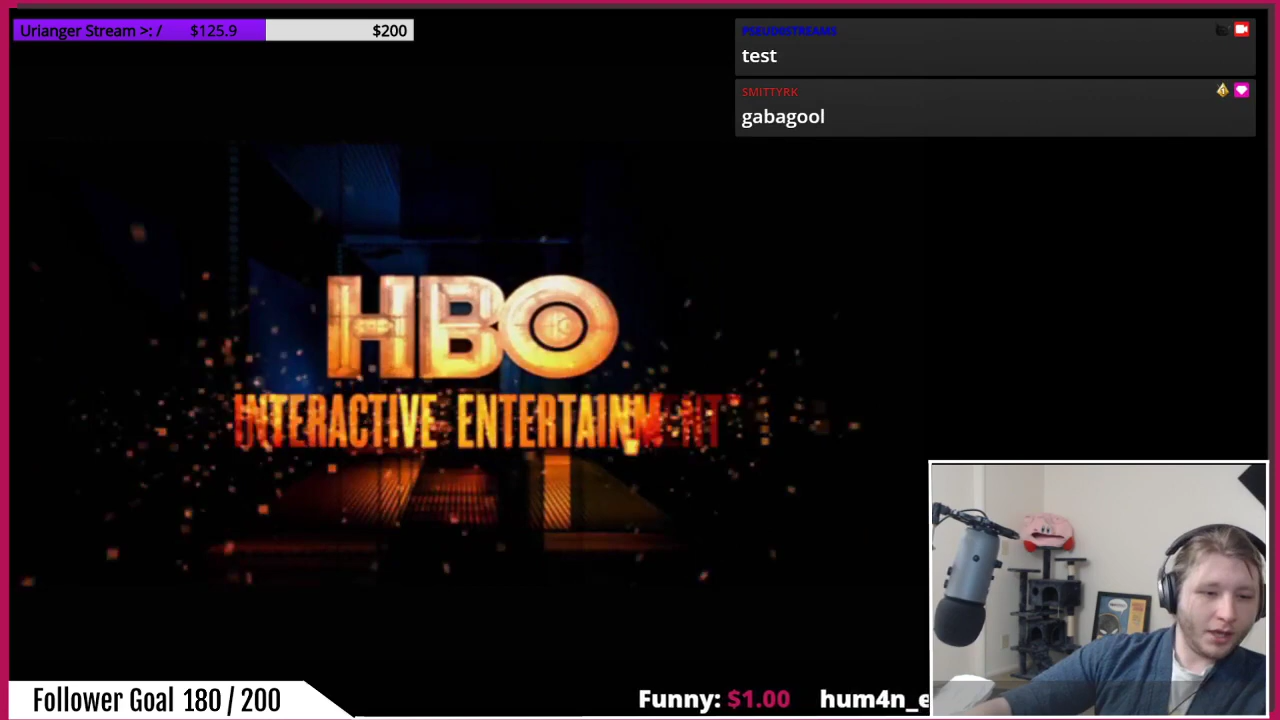 Urianger Stream >: / $125.9 $200
PSEUD0STREAMS
test
SMITTYRK
gabagool
HBO
INTERACTIVE ENTERTAINMENT
Follower Goal 180 / 200
Funny: $1.00 hum4n_e